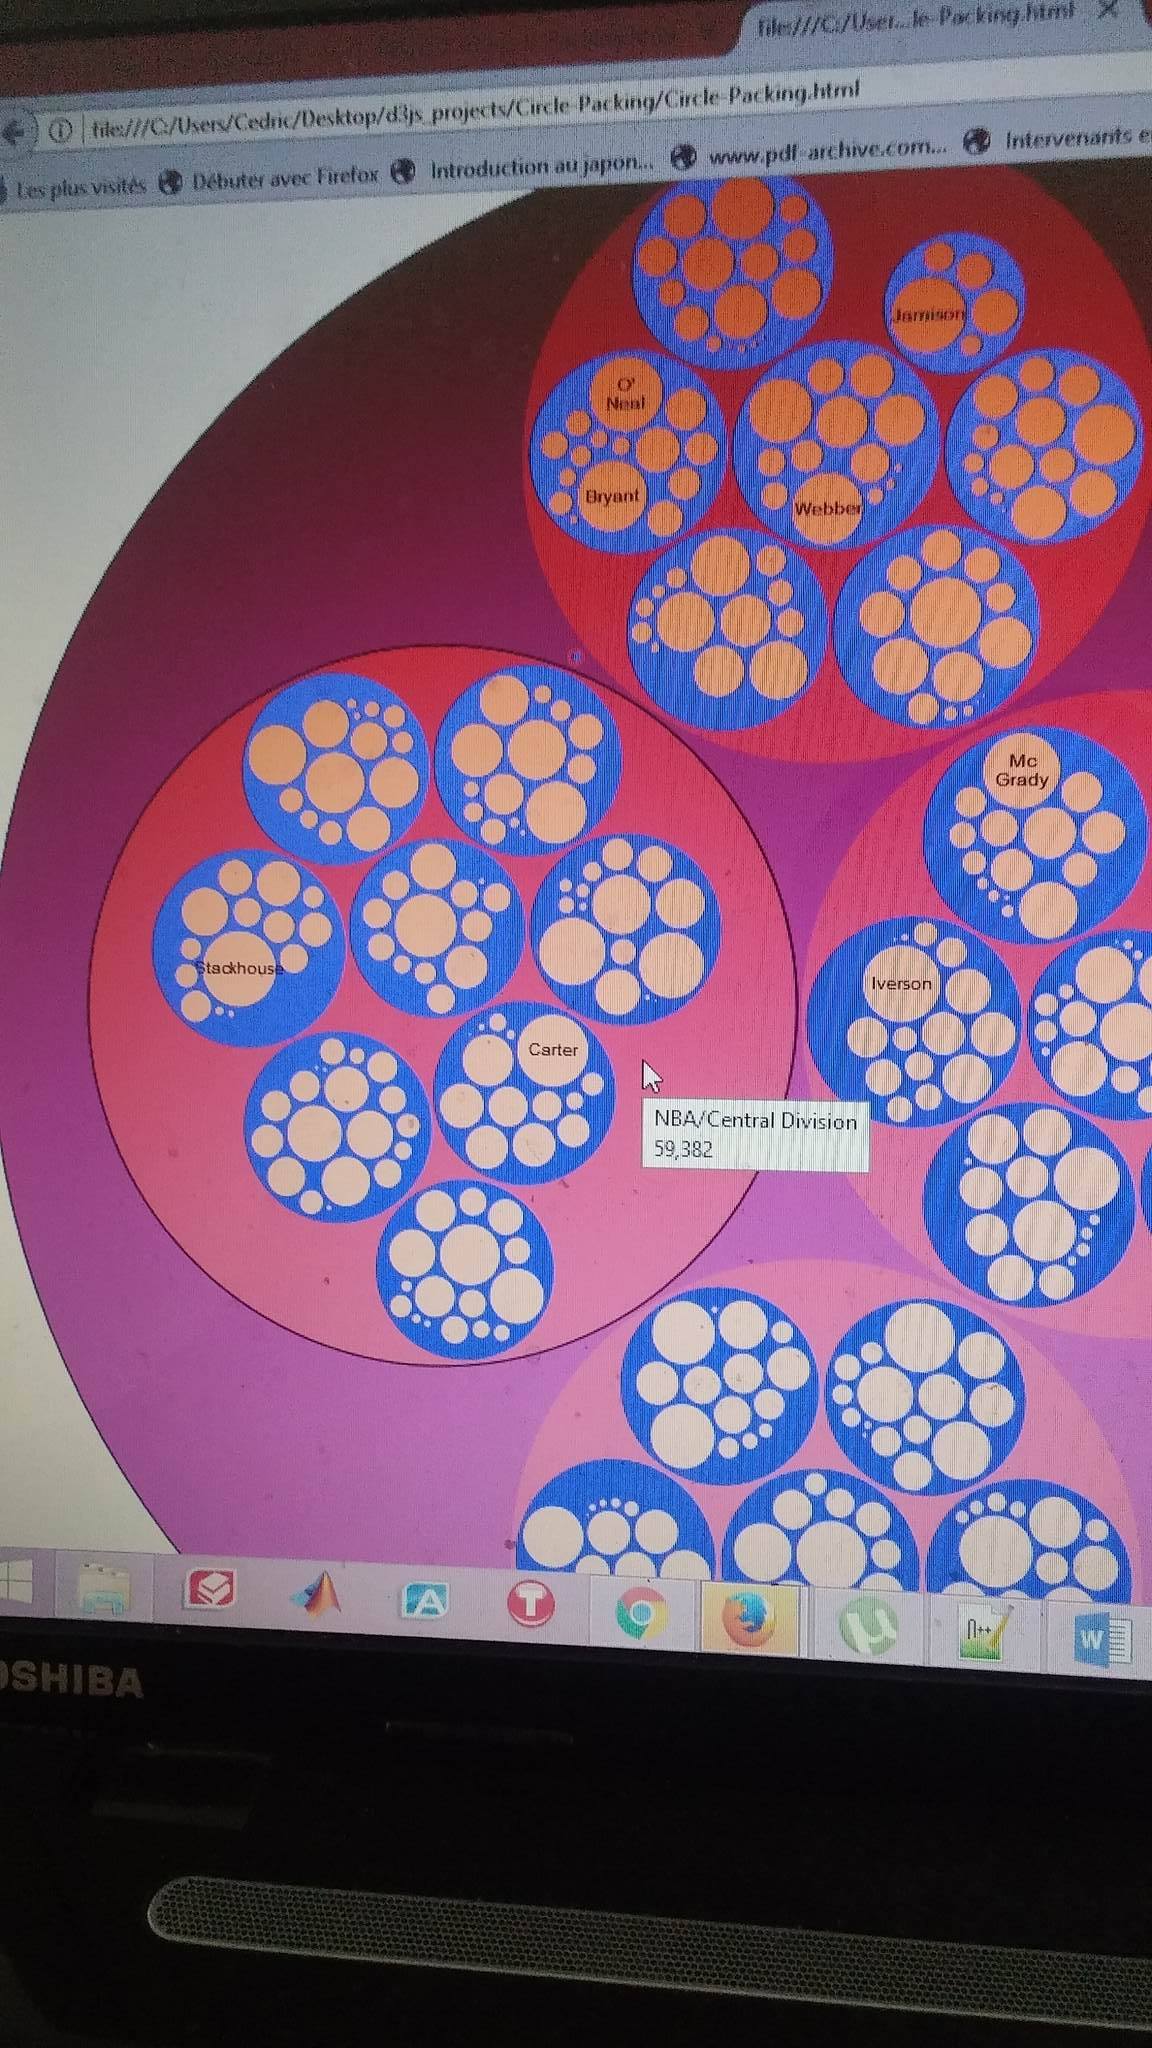 file:///C:/User...le-Packing.html
file:///C:/Users/Cedric/Desktop/d3js_projects/Circle-Packing/Circle-Packing.html
Les plus visités Débuter avec Firefox Introduction au japon... www.pdf-archive.com... Intervenants
Jamison
O'
Neal
Bryant
Webber
Mc
Grady
Stackhouse
Iverson
Carter
NBA/Central Division
59,382
T
µ
n++
W
OSHIBA